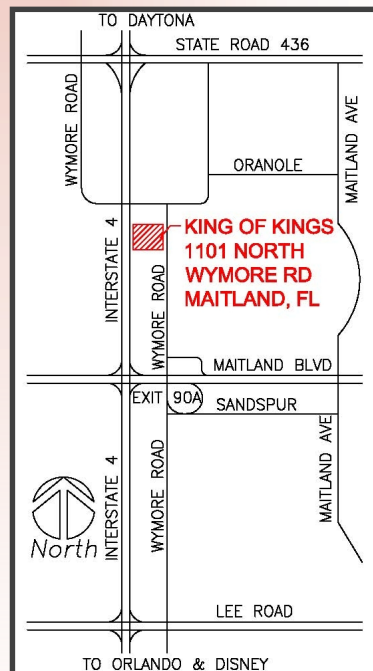 TO DAYTONA
STATE ROAD 436
WYMORE ROAD
MAITLAND AVE
ORANOLE
INTERSTATE 4
KING OF KINGS
1101 NORTH
WYMORE RD
MAITLAND, FL
WYMORE ROAD
MAITLAND BLVD
EXIT 90A
SANDSPUR
INTERSTATE 4
WYMORE ROAD
MAITLAND AVE
North
LEE ROAD
TO ORLANDO & DISNEY